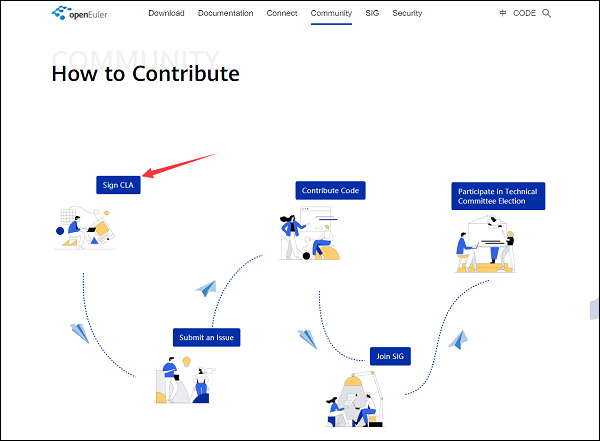 openEuler
Download Documentation Connect Community SIG Security 中 CODE
COMMUNITY
How to Contribute
Sign CLA
Contribute Code
Participate in Technical
Committee Election
Submit an Issue
Join SIG